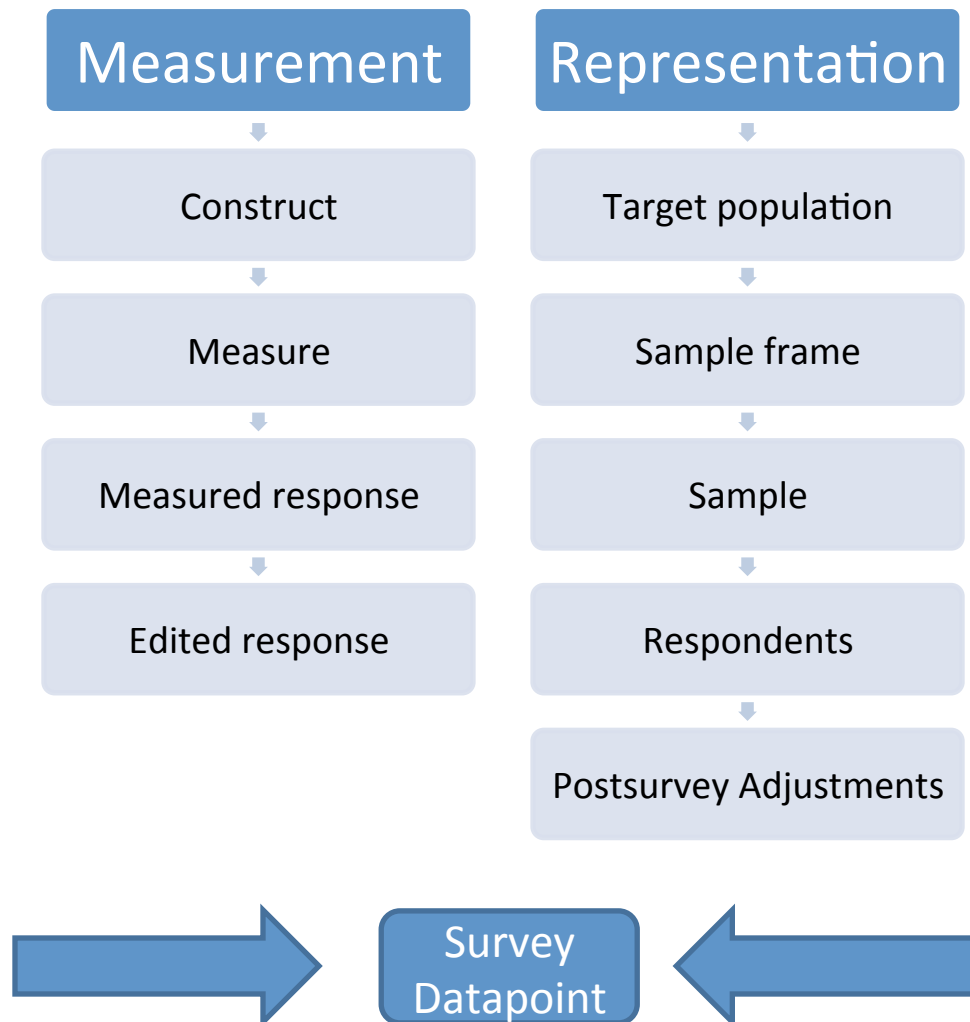 Measurement
Construct
Measure
Measured response
Edited response
Representation
Target population
Sample frame
Sample
Respondents
Postsurvey Adjustments
Survey
Datapoint